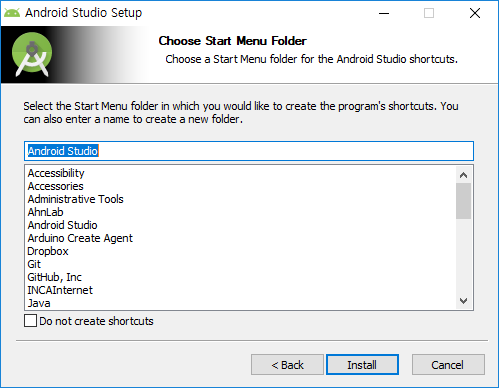 Android Studio Setup
Choose Start Menu Folder
Choose a Start Menu folder for the Android Studio shortcuts.
Select the Start Menu folder in which you would like to create the program's shortcuts. You
can also enter a name to create a new folder.
Android Studio
Accessibility
Accessories
Administrative Tools
AhnLab
Android Studio
Arduino Create Agent
Dropbox
Git
GitHub, Inc
INCAInternet
Java
Do not create shortcuts
< Back
Install
Cancel